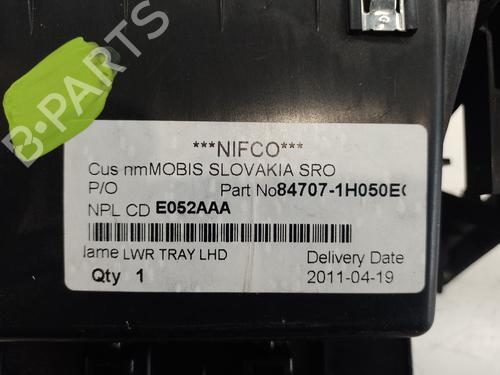 B-PARTS
***NIFCO***
Cus nmMOBIS SLOVAKIA SRO
P/O Part No84707-1H050E
NPL CD E052AAA
lame LWR TRAY LHD Delivery Date
Qty 1 2011-04-19